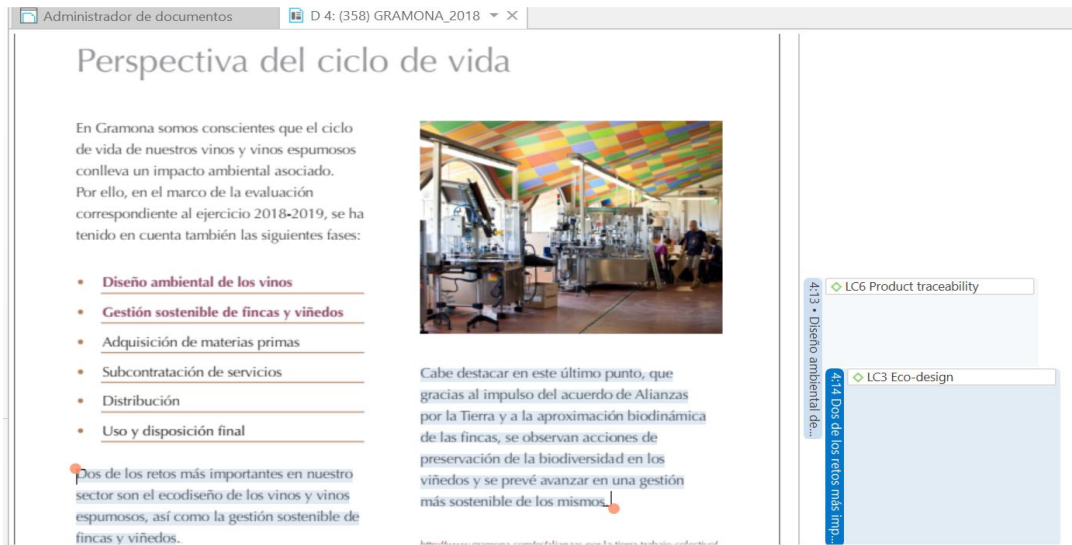 Administrador de documentos
D 4: (358) GRAMONA_2018
Perspectiva del ciclo de vida
En Gramona somos conscientes que el ciclo
de vida de nuestros vinos y vinos espumosos
conlleva un impacto ambiental asociado.
Por ello, en el marco de la evaluación
correspondiente al ejercicio 2018-2019, se ha
tenido en cuenta también las siguientes fases:
• Diseño ambiental de los vinos
• Gestión sostenible de fincas y viñedos
• Adquisición de materias primas
• Subcontratación de servicios
• Distribución
• Uso y disposición final
Dos de los retos más importantes en nuestro
sector son el ecodiseño de los vinos y vinos
espumosos, así como la gestión sostenible de
fincas y viñedos.
Cabe destacar en este último punto, que
gracias al impulso del acuerdo de Alianzas
por la Tierra y a la aproximación biodinámica
de las fincas, se observan acciones de
preservación de la biodiversidad en los
viñedos y se prevé avanzar en una gestión
más sostenible de los mismos.
4:13 • Diseño ambiental de...
LC6 Product traceability
4:14 Dos de los retos más imp...
LC3 Eco-design